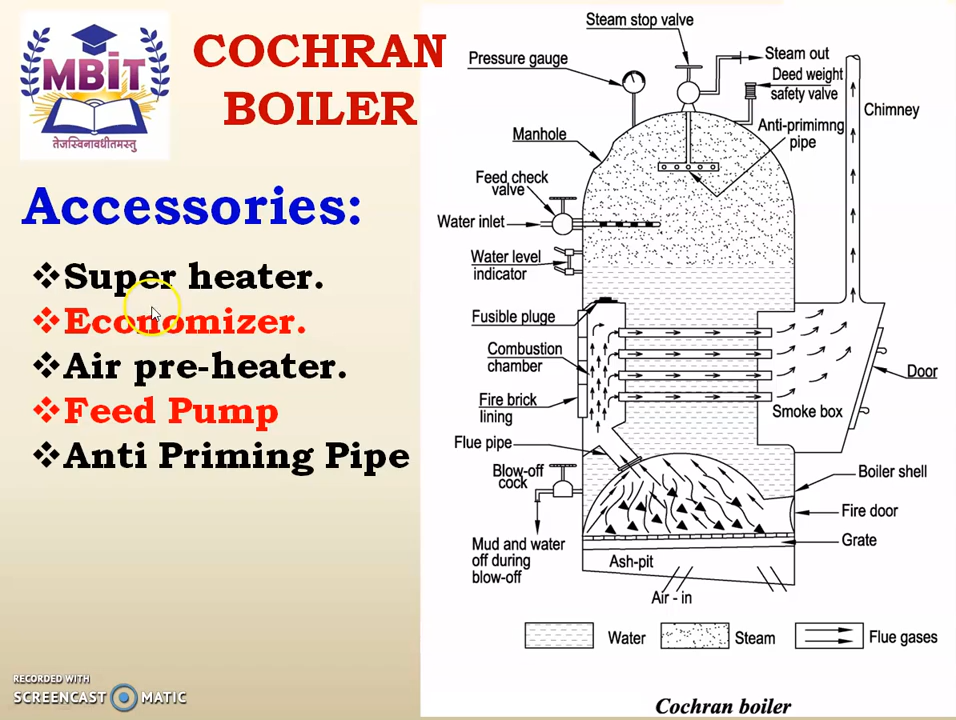 MBIT
तेजस्विनावधीतमस्तु
COCHRAN
BOILER
Accessories:
❖Super heater.
❖Economizer.
❖Air pre-heater.
❖Feed Pump
❖Anti Priming Pipe
Steam stop valve
Pressure gauge
Steam out
Deed weight
safety valve
Chimney
Manhole
Anti-primimng
pipe
Feed check
valve
Water inlet
Water level
indicator
Fusible pluge
Combustion
chamber
Door
Fire brick
lining
Smoke box
Flue pipe
Blow-off
cock
Boiler shell
Fire door
Grate
Mud and water
off during
blow-off
Ash-pit
Air - in
Water
Steam
Flue gases
Cochran boiler
RECORDED WITH
SCREENCAST MATIC